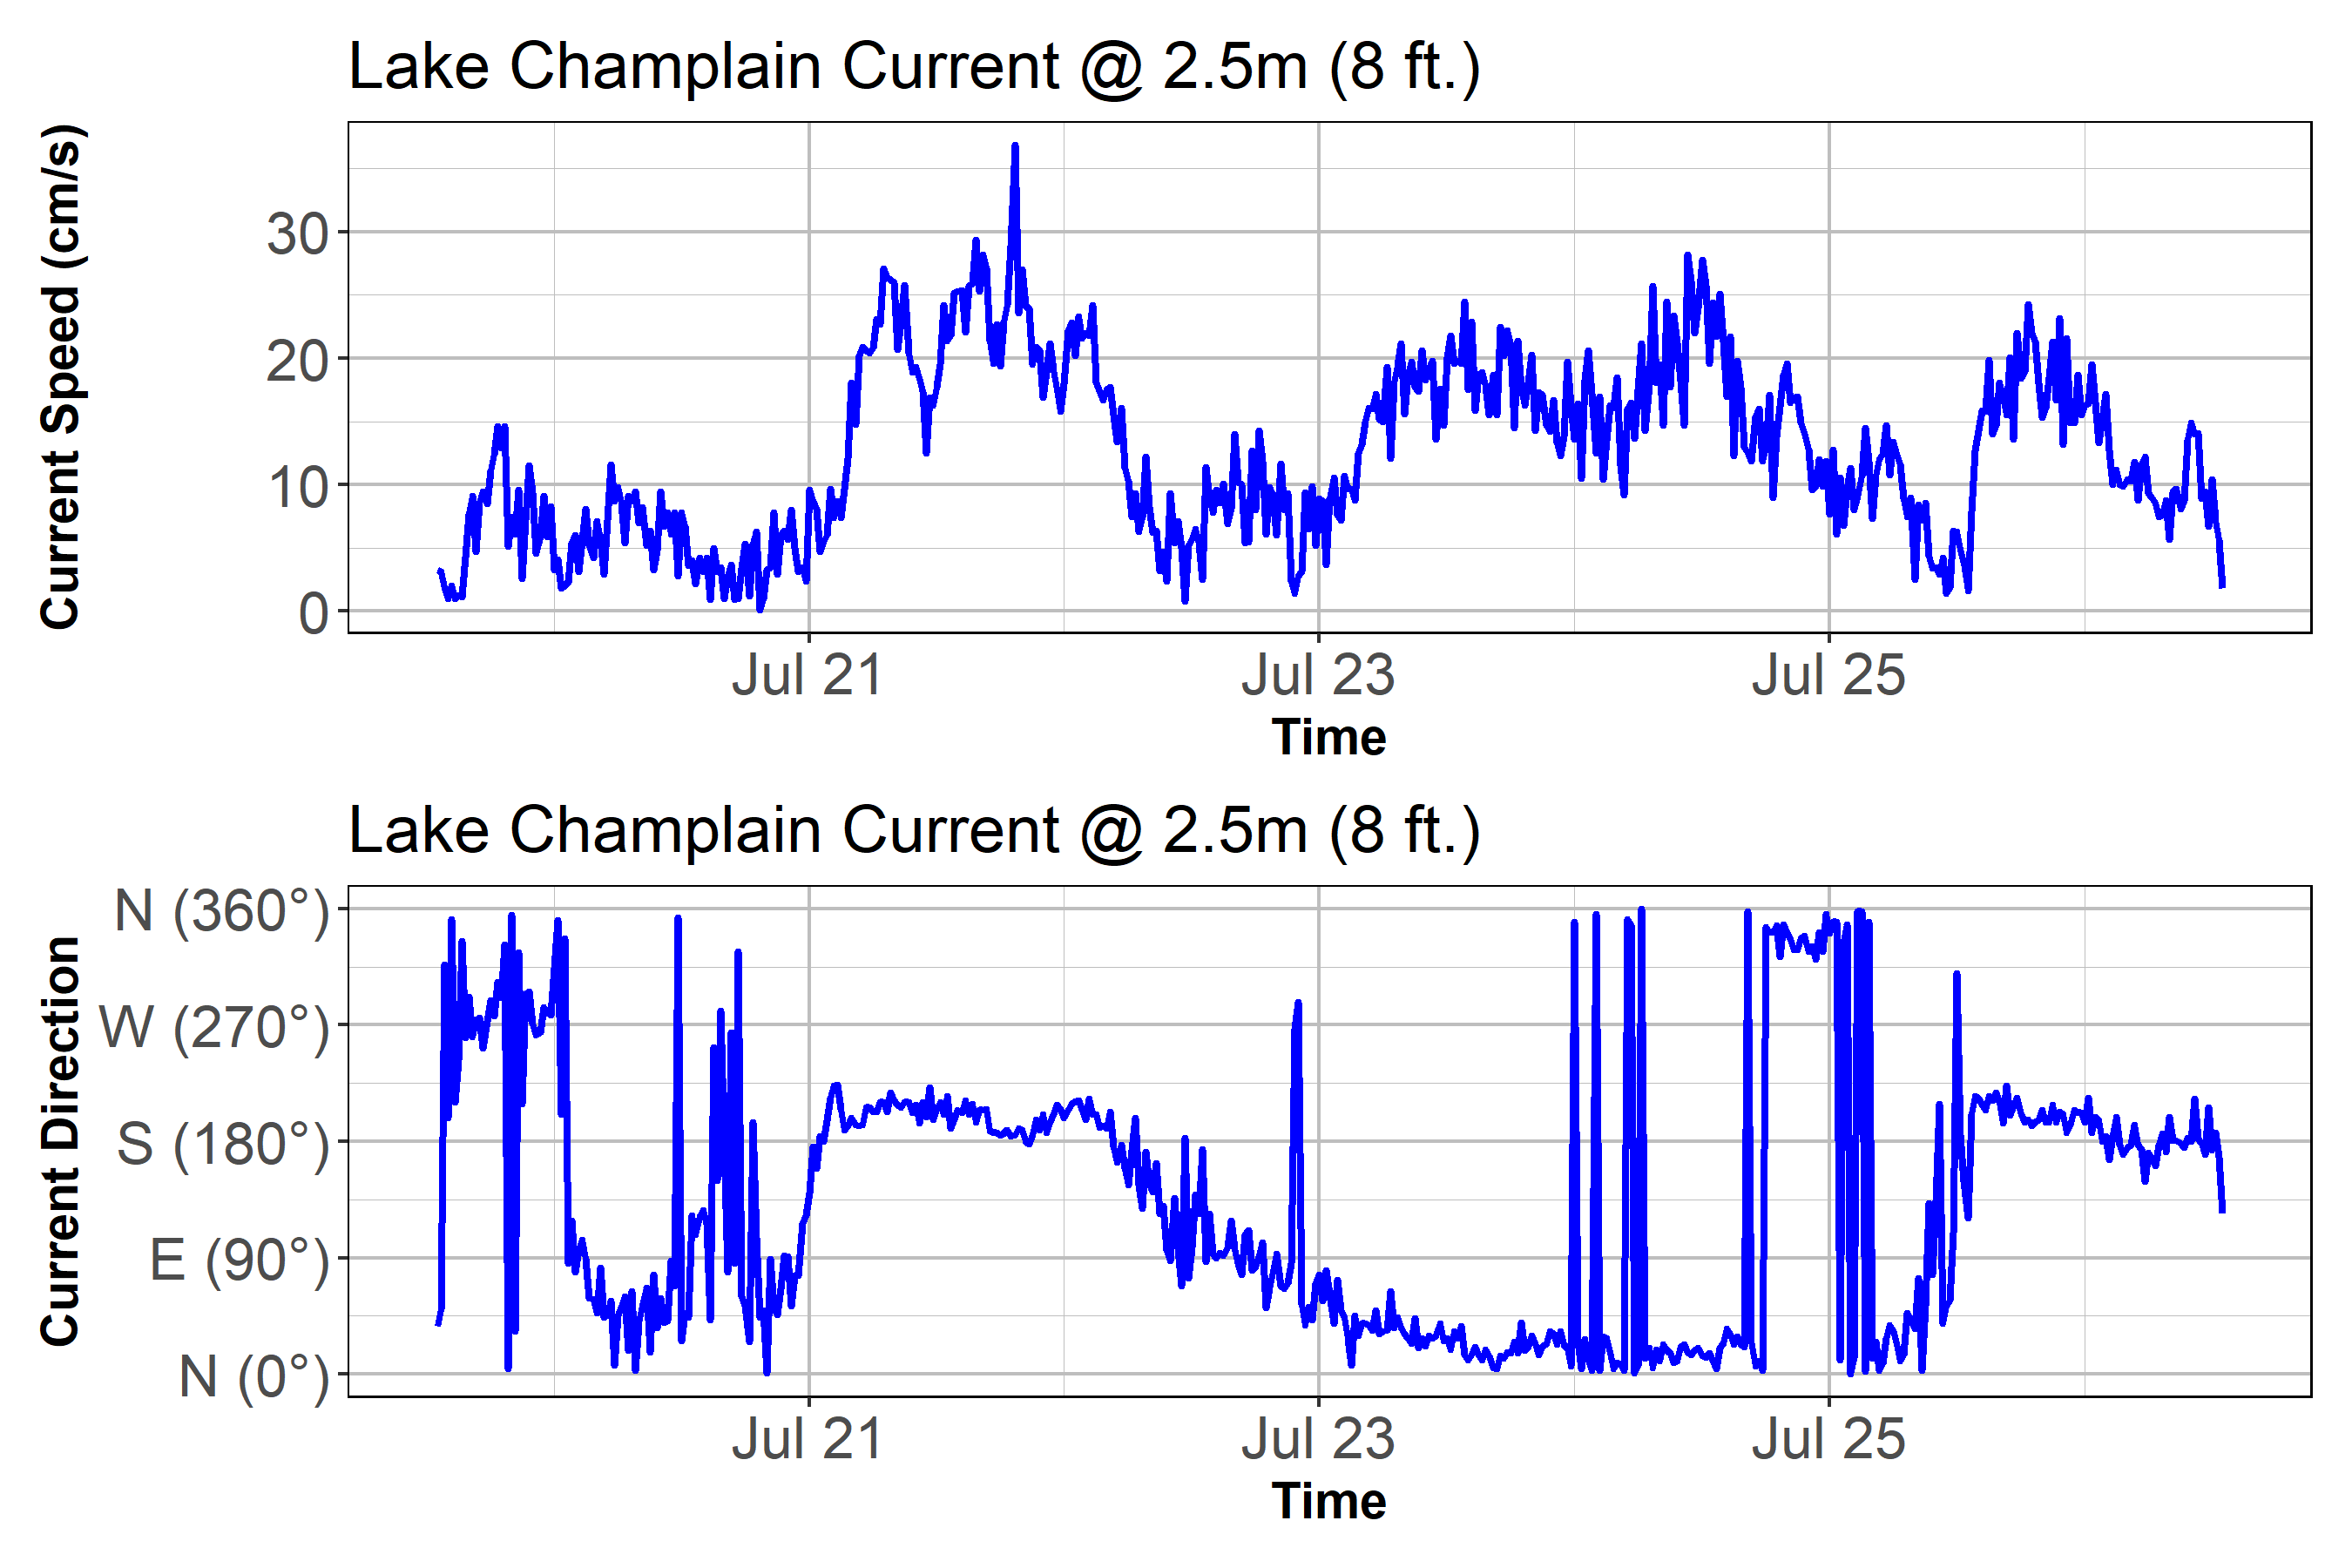 Lake Champlain Current @ 2.5m (8 ft.)
Current Speed (cm/s)
30
20
10
0
Jul 21 Jul 23 Jul 25
Time
Lake Champlain Current @ 2.5m (8 ft.)
Current Direction
N (360°)
W (270°)
S (180°)
E (90°)
N (0°)
Jul 21 Jul 23 Jul 25
Time